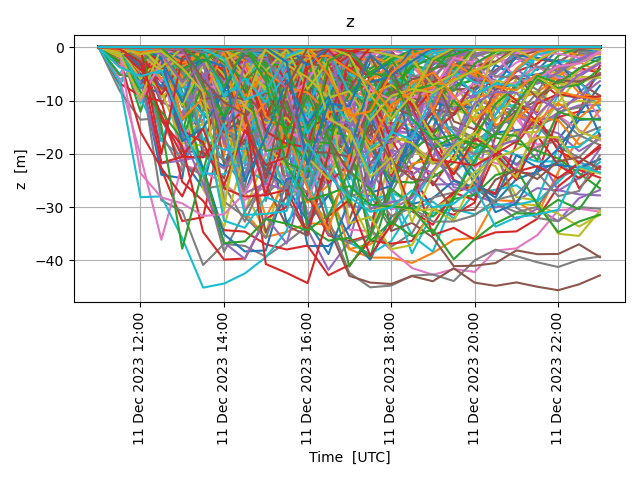 z
0
−10
−20
−30
−40
z [m]
11 Dec 2023 12:00
11 Dec 2023 14:00
11 Dec 2023 16:00
11 Dec 2023 18:00
11 Dec 2023 20:00
11 Dec 2023 22:00
Time [UTC]